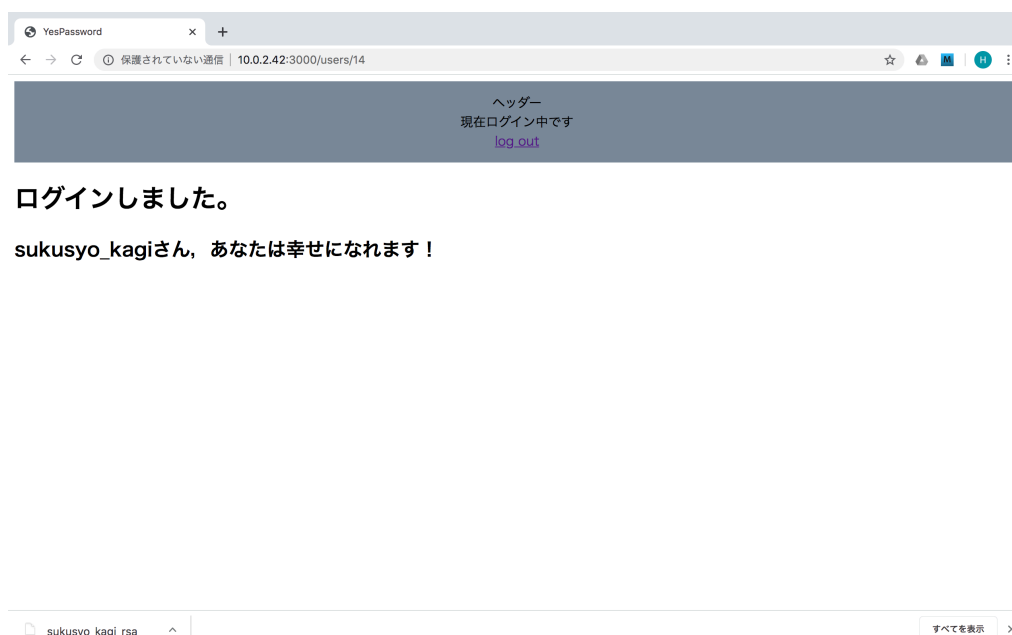 YesPassword
保護されていない通信 10.0.2.42:3000/users/14
M H
ヘッダー
現在ログイン中です
log out
ログインしました。
sukusyo_kagiさん，あなたは幸せになれます！
sukusyo_kagi_rsa
すべてを表示